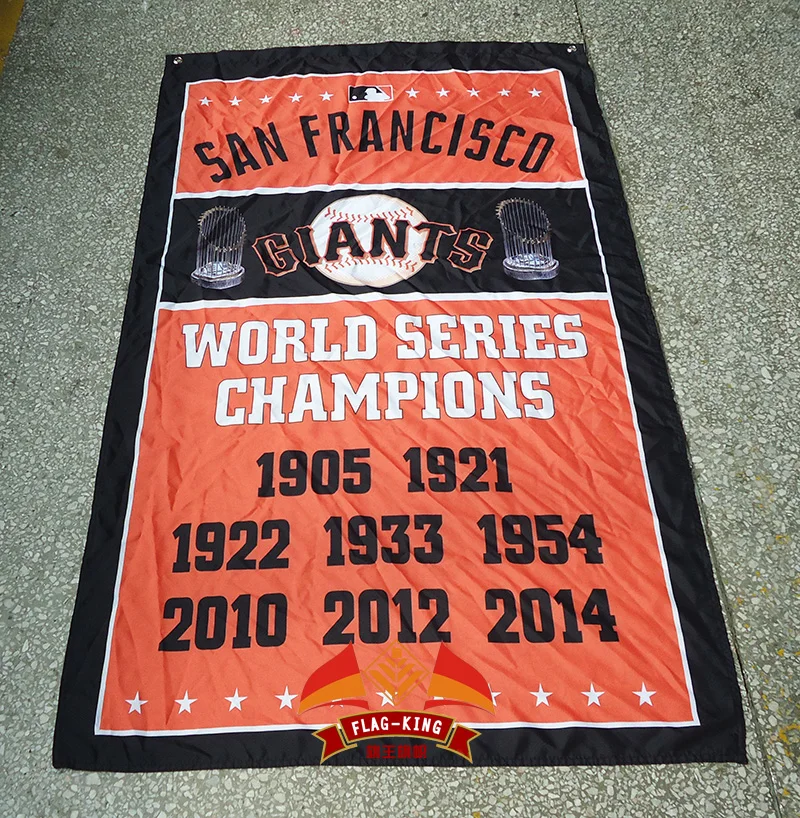 SAN FRANCISCO
GIANTS
WORLD SERIES
CHAMPIONS
1905 1921
1922 1933 1954
2010 2012 2014
FLAG-KING